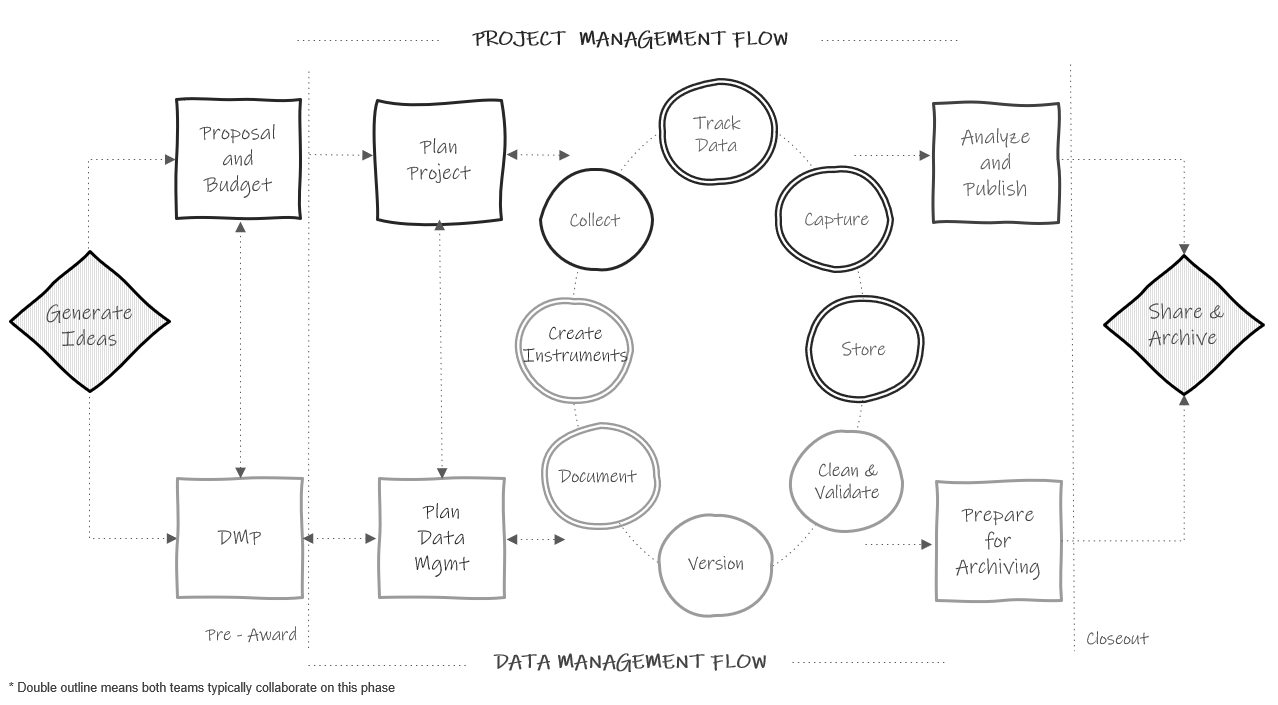 PROJECT MANAGEMENT FLOW
Proposal
and
Budget
Plan
Project
Track
Data
Analyze
and
Publish
Collect
Capture
Generate
Ideas
Create
Instruments
Store
Share &
Archive
Document
Clean &
Validate
DMP
Plan
Data
Mgmt
Version
Prepare
for
Archiving
Pre - Award
Closeout
DATA MANAGEMENT FLOW
* Double outline means both teams typically collaborate on this phase